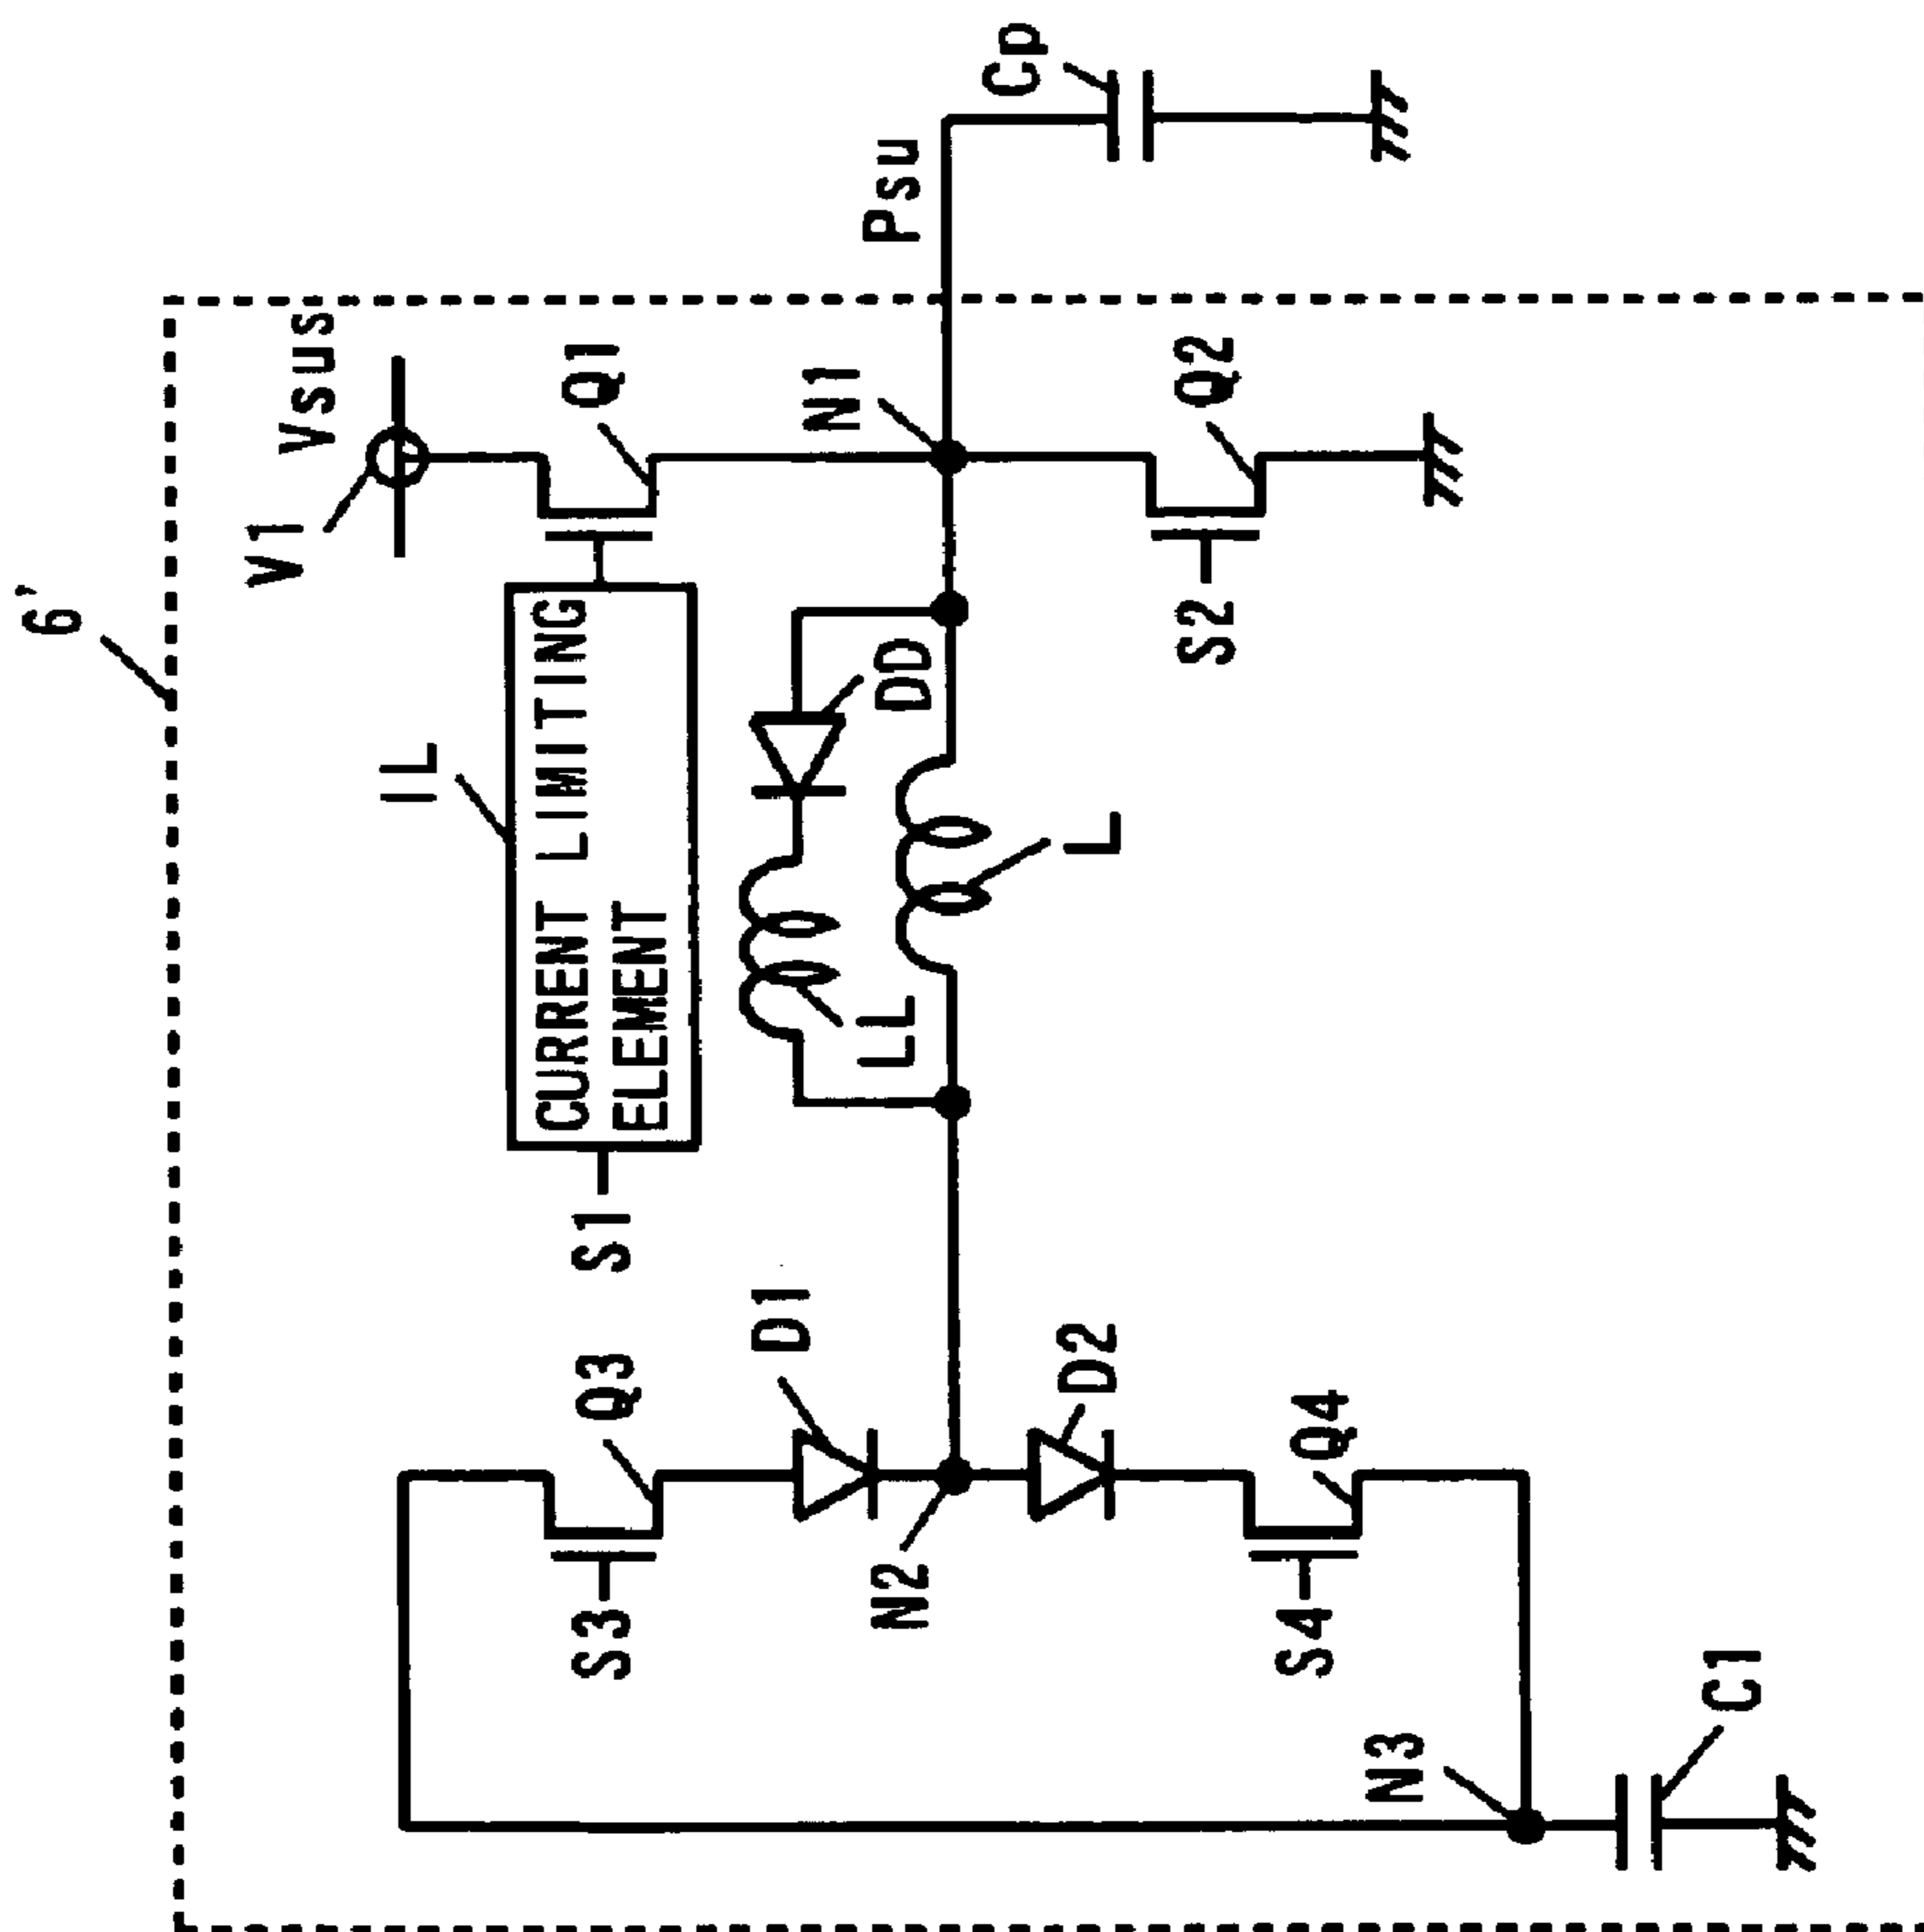 6'
V1
Vsus
IL
Q1
CURRENT LIMITING
ELEMENT
S1
Cp
Psu
N1
Q2
S2
DD
LL
L
Q3
S3
D1
N2
D2
Q4
S4
N3
C1